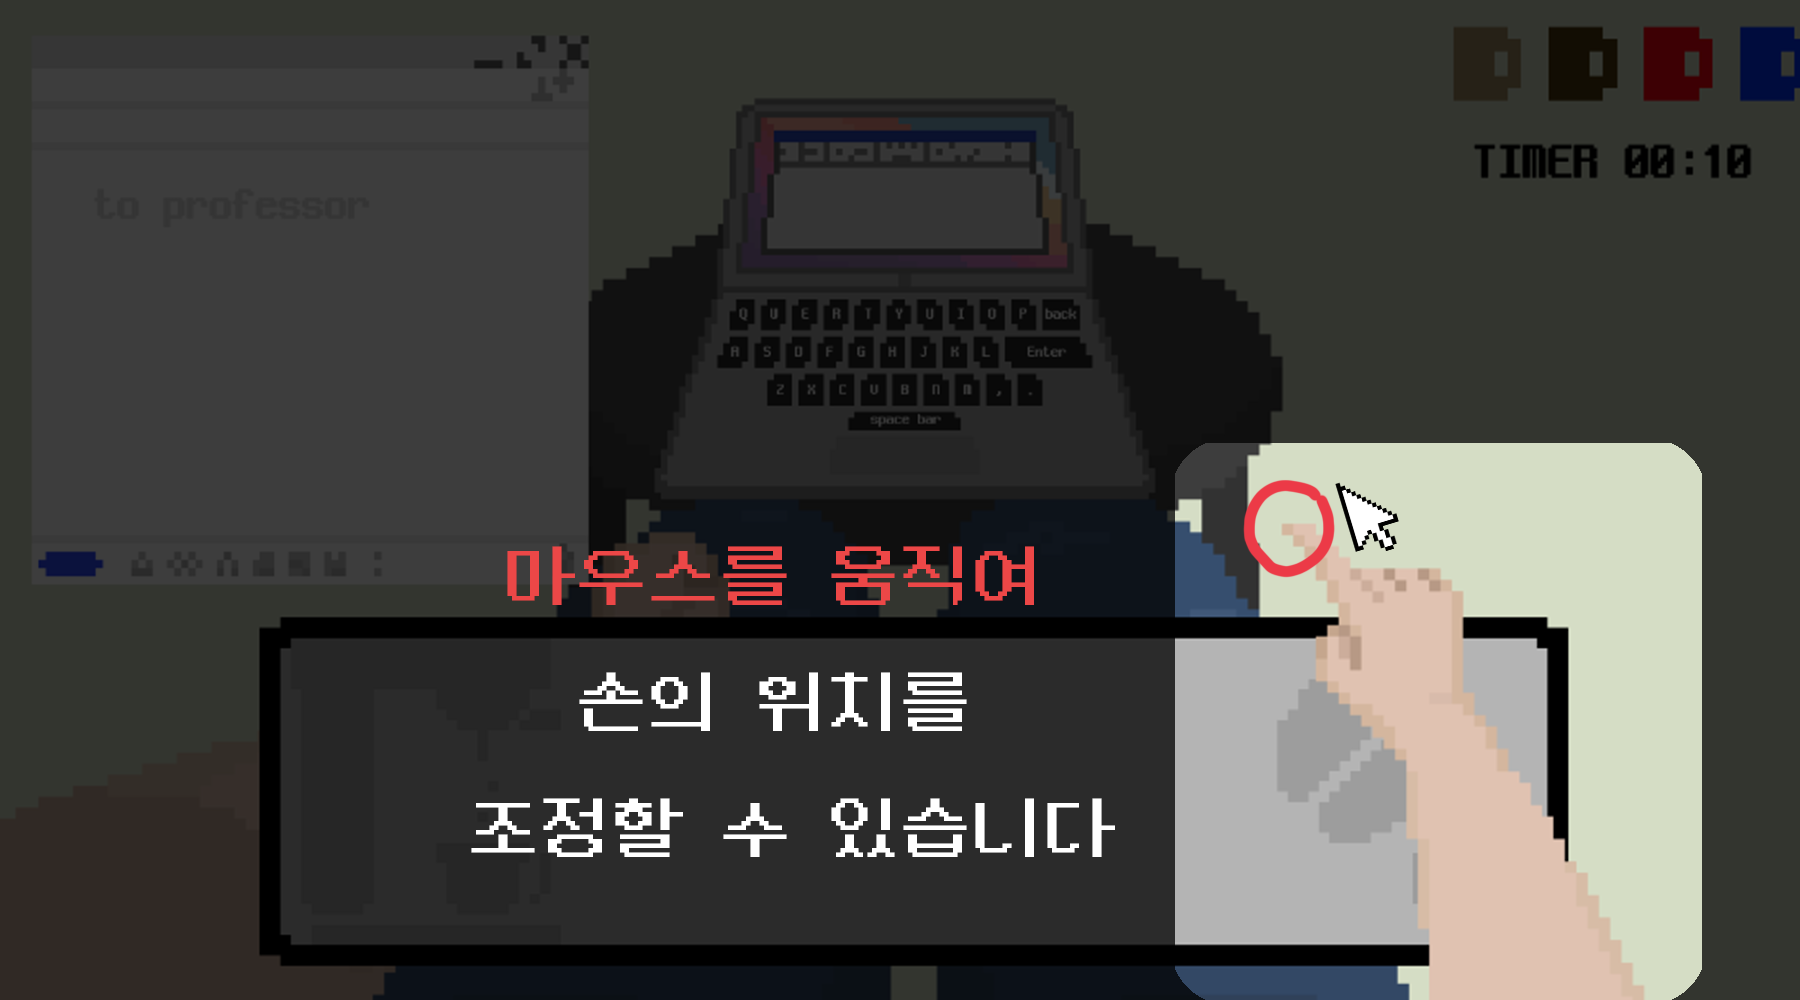 to professor
TIMER 00:10
Q W E R T Y U I O P back
A S D F G H J K L Enter
Z X C V B N M , .
space bar
마우스를 움직여
손의 위치를
조정할 수 있습니다